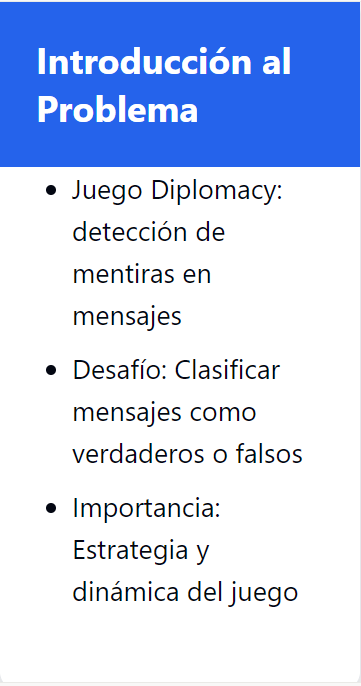 Introducción al
Problema
• Juego Diplomacy:
detección de
mentiras en
mensajes
• Desafío: Clasificar
mensajes como
verdaderos o falsos
• Importancia:
Estrategia y
dinámica del juego